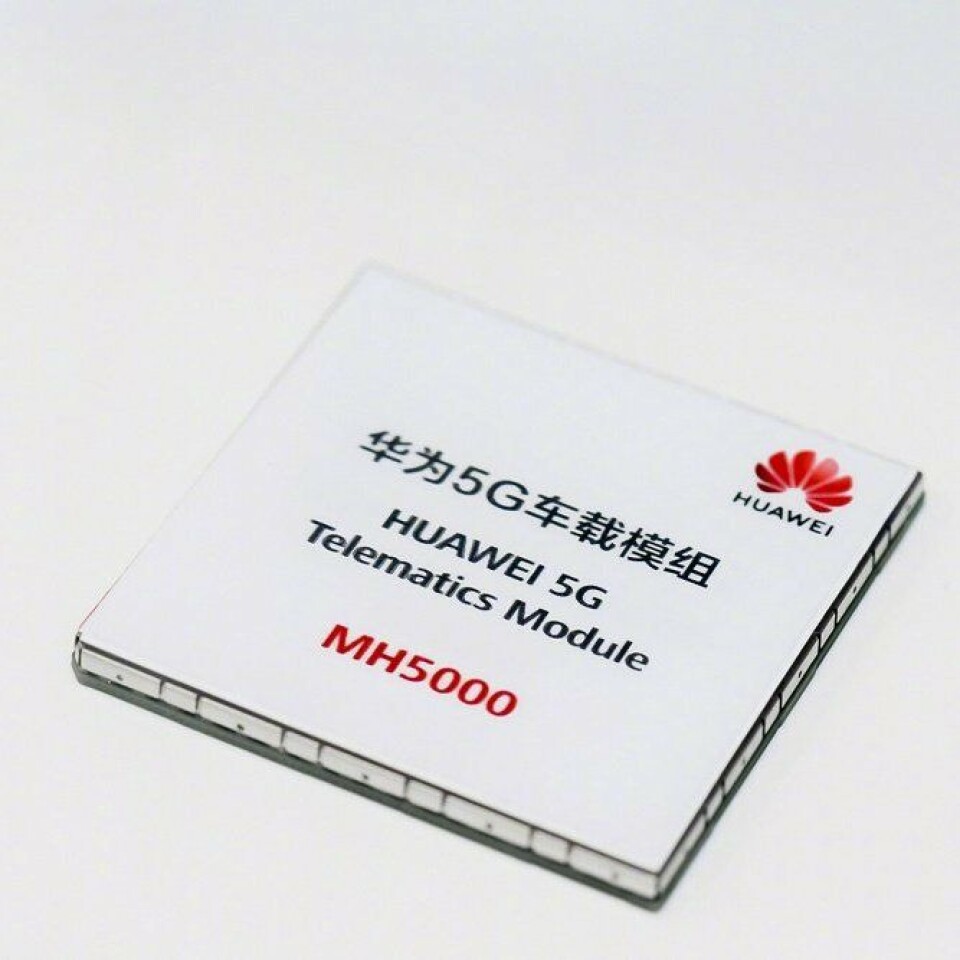 华为5G车载模组
HUAWEI 5G
Telematics Module
MH5000
HUAWEI